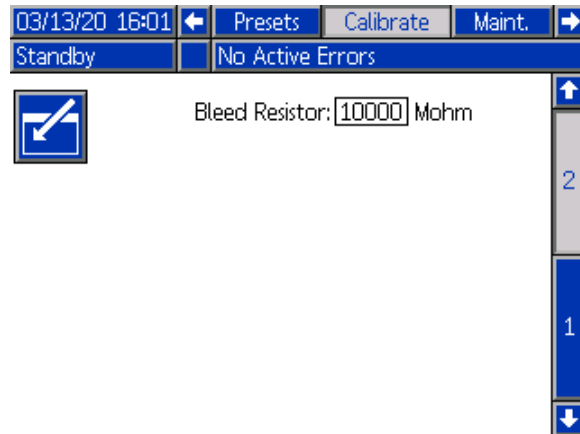 03/13/20 16:01 Presets Calibrate Maint.
Standby No Active Errors
Bleed Resistor: 10000 Mohm
2
1